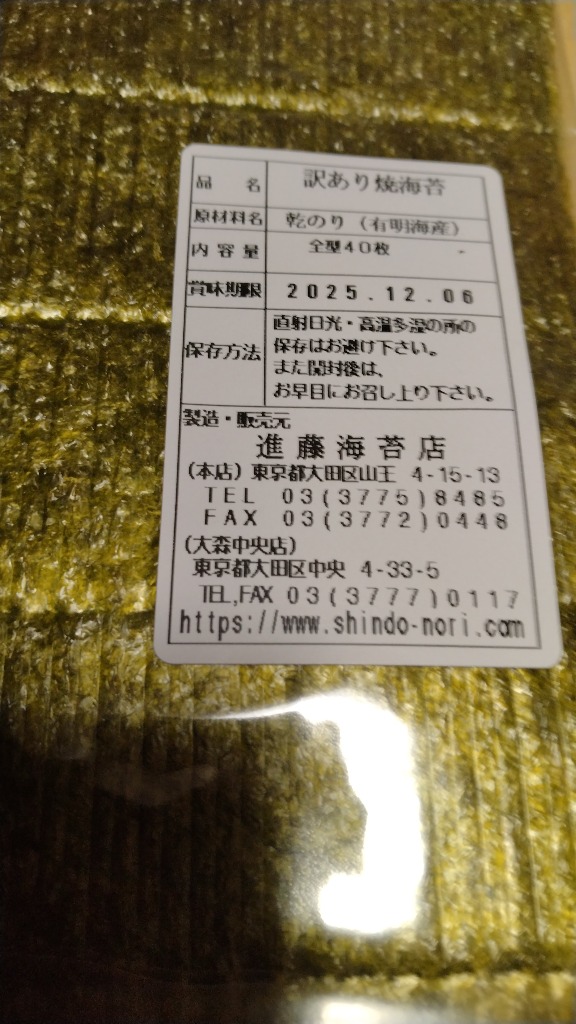 品名 訳あり焼海苔
原材料名 乾のり (有明海産)
内容量 全型40枚
賞味期限 2025.12.06
保存方法 直射日光・高温多湿の所の
保存はお避け下さい。
また開封後は、
お早目にお召し上り下さい。
製造・販売元
進藤海苔店
(本店) 東京都大田区山王 4-15-13
TEL 03(3775)8485
FAX 03(3772)0448
(大森中央店)
東京都大田区中央 4-33-5
TEL,FAX 03(3777)0117
https://www.shindo-nori.com